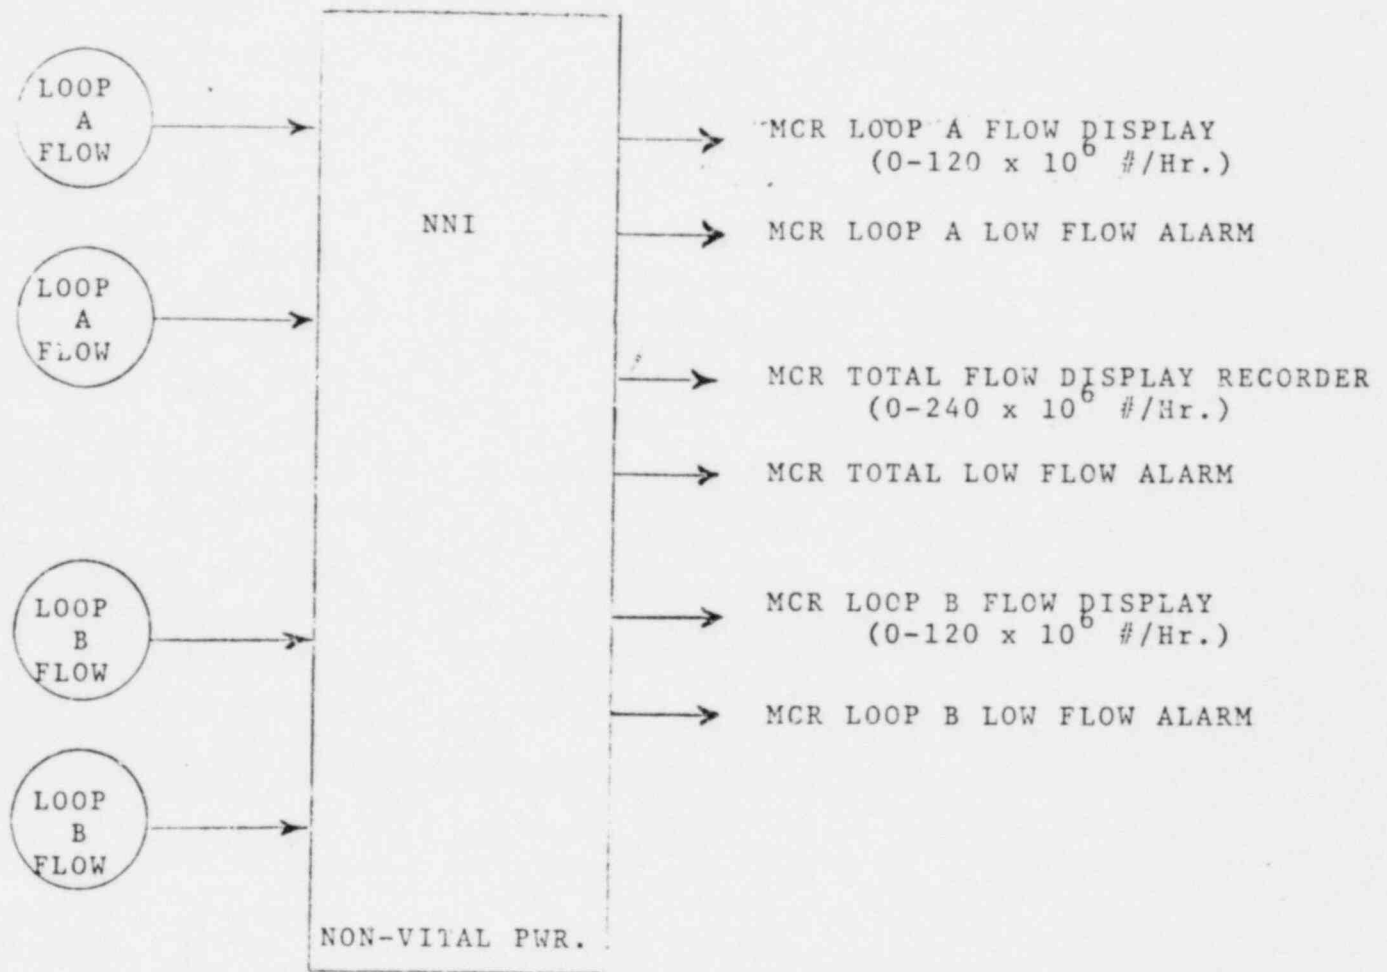 LOOP
A
FLOW
LOOP
A
FLOW
LOOP
B
FLOW
LOOP
B
FLOW
NNI
NON-VITAL PWR.
MCR LOOP A FLOW DISPLAY
(0-120 x 10⁶ #/Hr.)
MCR LOOP A LOW FLOW ALARM
MCR TOTAL FLOW DISPLAY RECORDER
(0-240 x 10⁶ #/Hr.)
MCR TOTAL LOW FLOW ALARM
MCR LOOP B FLOW DISPLAY
(0-120 x 10⁶ #/Hr.)
MCR LOOP B LOW FLOW ALARM